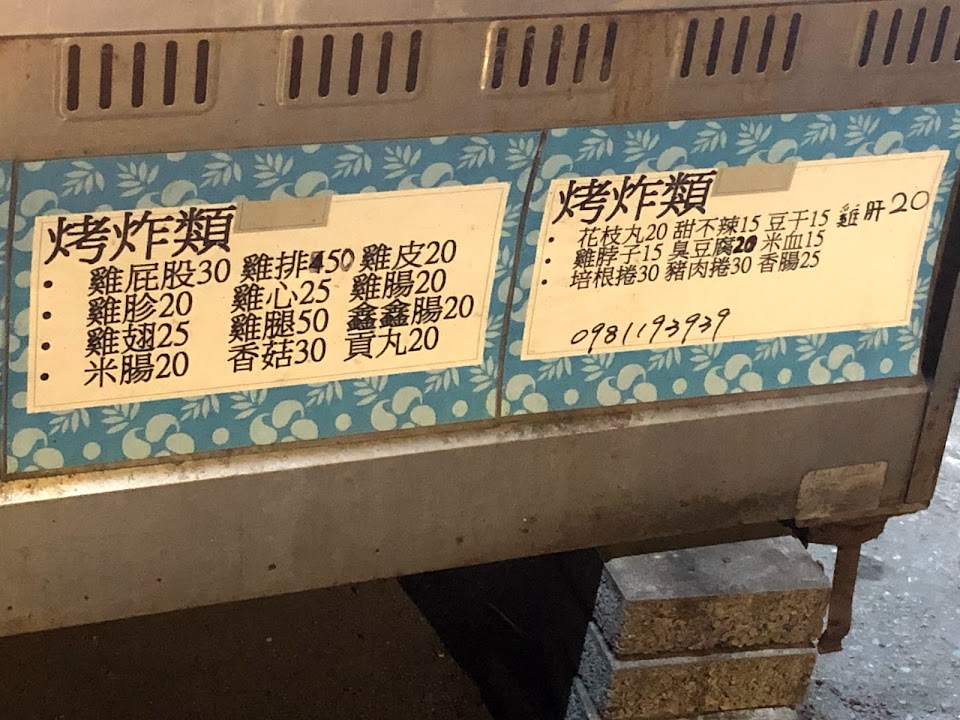 烤炸類
• 雞屁股30 雞排50 雞皮20
• 雞胗20 雞心25 雞腸20
• 雞翅25 雞腿50 鑫鑫腸20
• 米腸20 香菇30 貢丸20
烤炸類
• 花枝丸20 甜不辣15 豆干15 雞肝20
• 雞脖子15 臭豆腐20 米血15
• 培根捲30 豬肉捲30 香腸25
0981193939